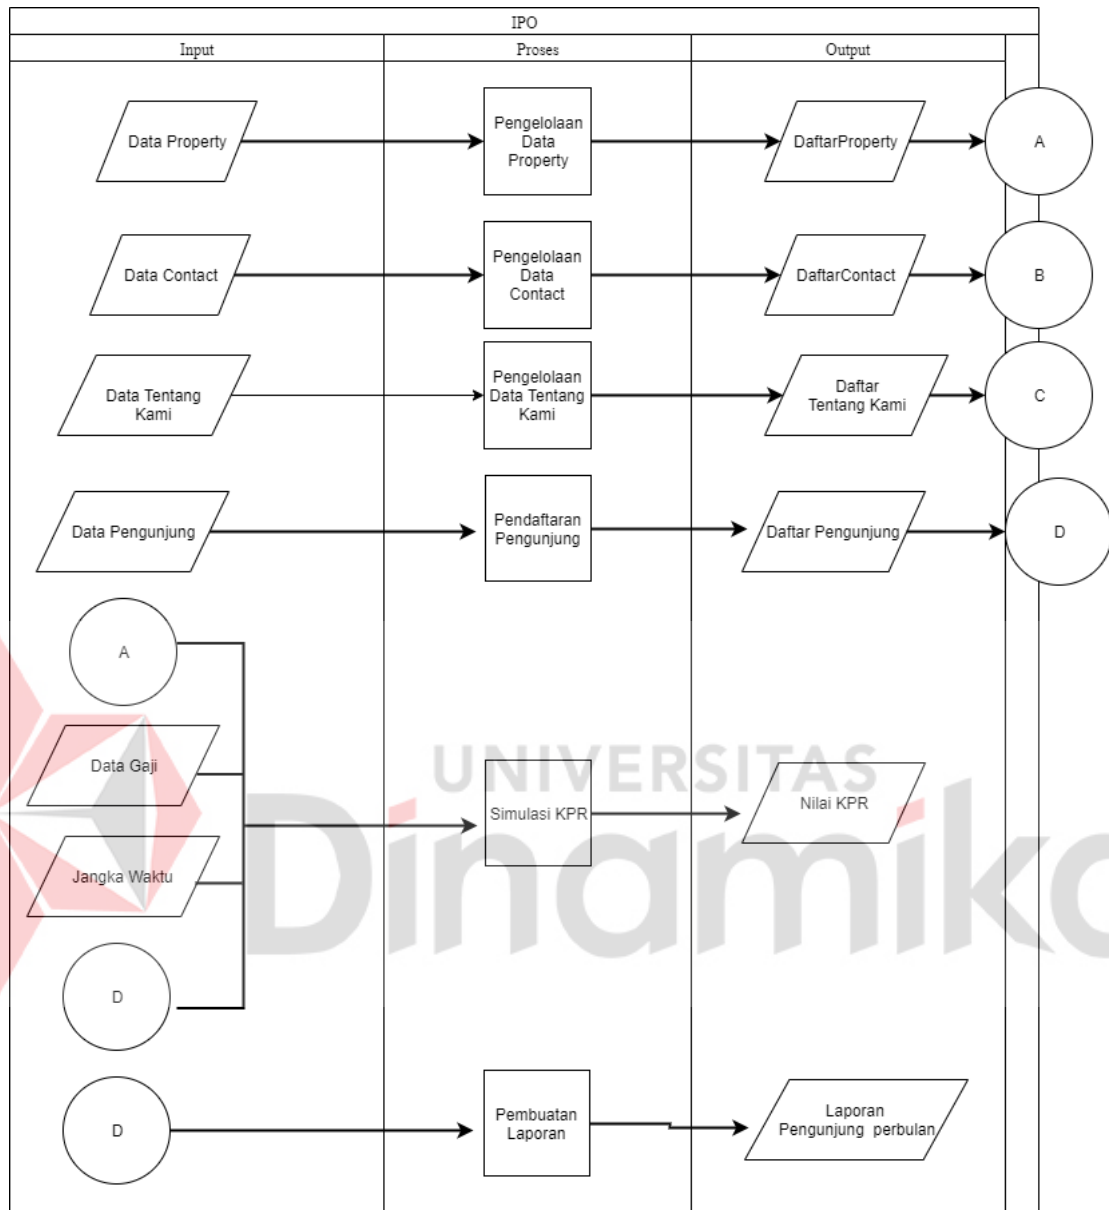 IPO
Input
Proses
Output
Data Property
Pengelolaan
Data
Property
DaftarProperty
A
Data Contact
Pengelolaan
Data
Contact
DaftarContact
B
Data Tentang
Kami
Pengelolaan
Data Tentang
Kami
Daftar
Tentang Kami
C
Data Pengunjung
Pendaftaran
Pengunjung
Daftar Pengunjung
D
A
Data Gaji
Jangka Waktu
D
Simulasi KPR
Nilai KPR
UNIVERSITAS
Dinamika
D
Pembuatan
Laporan
Laporan
Pengunjung perbulan